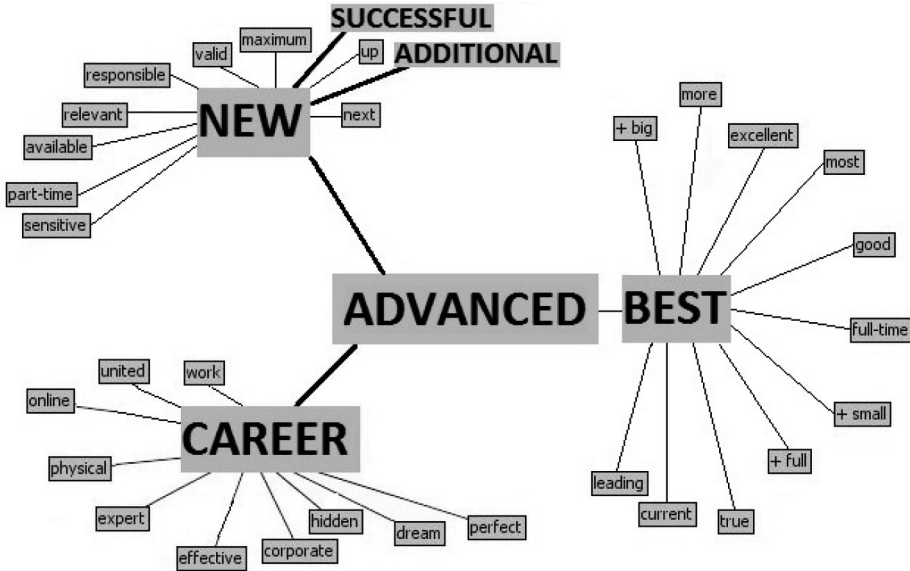 SUCCESSFUL
ADDITIONAL
maximum
valid
up
responsible
relevant
NEW
next
available
part-time
sensitive
more
+ big
excellent
most
good
ADVANCED
BEST
full-time
+ small
+ full
leading
current
true
united
work
online
CAREER
physical
expert
effective
corporate
hidden
dream
perfect